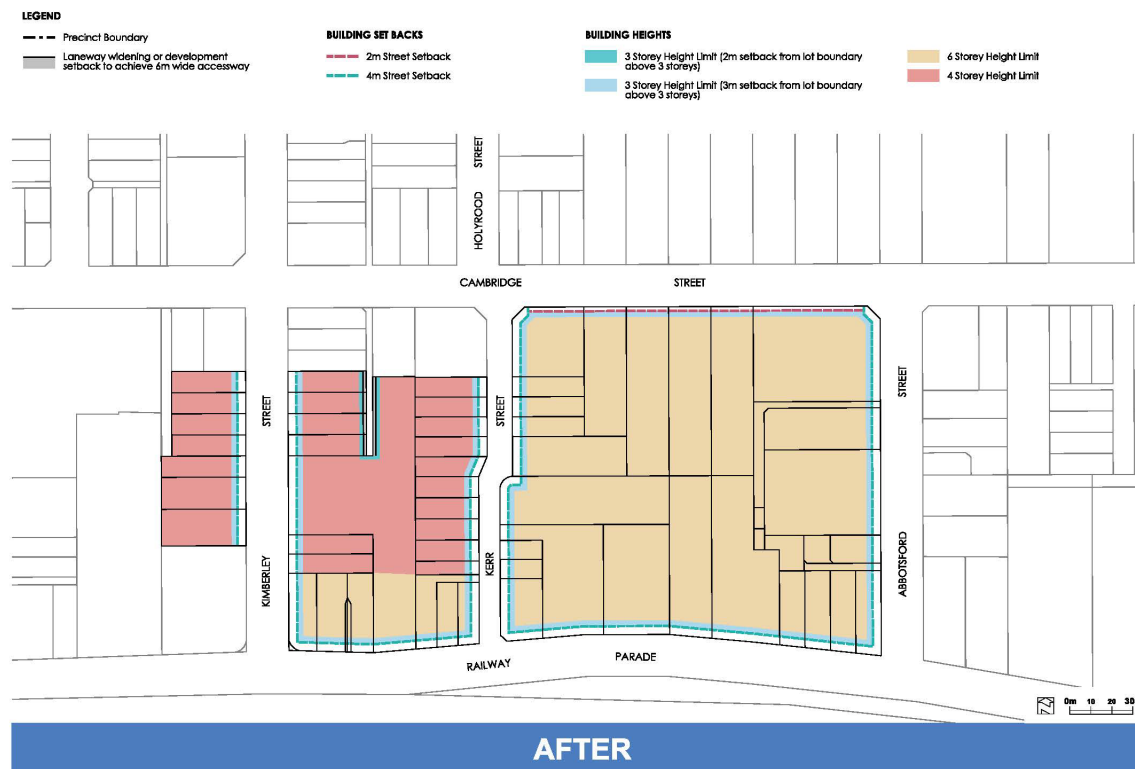 LEGEND
Precinct Boundary
Laneway widening or development
setback to achieve 6m wide accessway
BUILDING SET BACKS
2m Street Setback
4m Street Setback
BUILDING HEIGHTS
3 Storey Height Limit (2m setback from lot boundary
above 3 storeys)
3 Storey Height Limit (3m setback from lot boundary
above 3 storeys)
6 Storey Height Limit
4 Storey Height Limit
HOLYROOD STREET
CAMBRIDGE STREET
KIMBERLEY STREET
KERR STREET
ABBOTSFORD STREET
RAILWAY PARADE
0m 10 20 30
AFTER